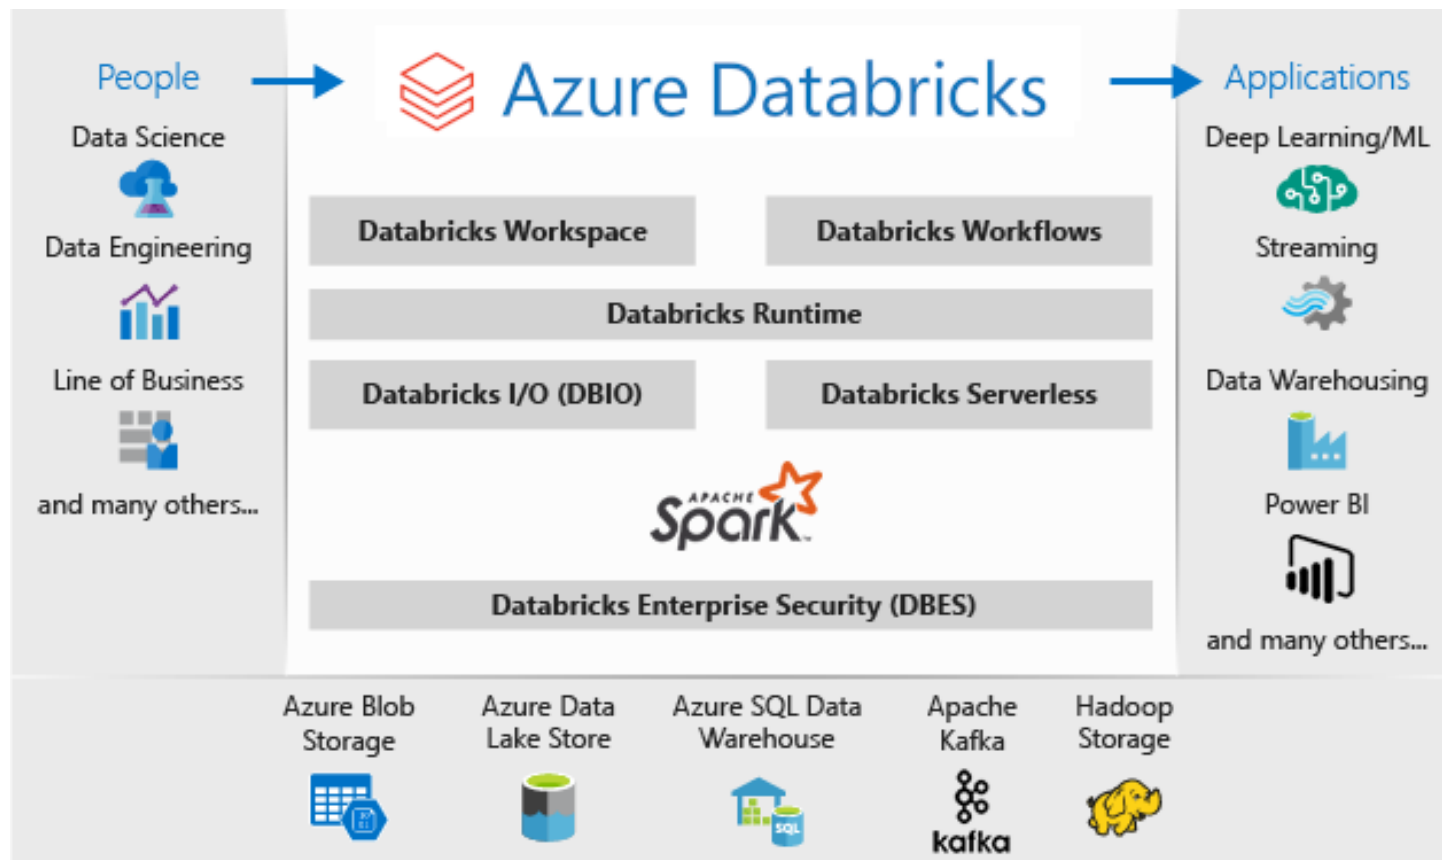 People
Azure Databricks
Applications
Data Science
Data Engineering
Line of Business
and many others...
Databricks Workspace
Databricks Workflows
Databricks Runtime
Databricks I/O (DBIO)
Databricks Serverless
APACHE
Spark
Databricks Enterprise Security (DBES)
Deep Learning/ML
Streaming
Data Warehousing
Power BI
and many others...
Azure Blob
Storage
Azure Data
Lake Store
Azure SQL Data
Warehouse
SQL
Apache
Kafka
kafka
Hadoop
Storage